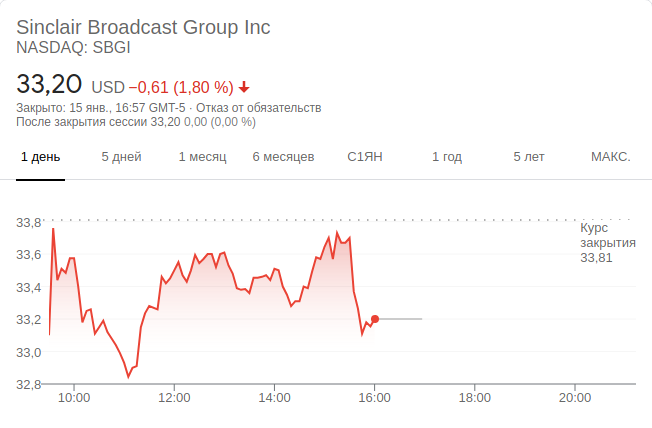 Sinclair Broadcast Group Inc
NASDAQ: SBGI
33,20 USD −0,61 (1,80 %)
Закрыто: 15 янв., 16:57 GMT-5 · Отказ от обязательств
После закрытия сессии 33,20 0,00 (0,00 %)
1 день 5 дней 1 месяц 6 месяцев С1ЯН 1 год 5 лет МАКС.
33,8
Курс
закрытия
33,81
33,6
33,4
33,2
33,0
32,8
10:00 12:00 14:00 16:00 18:00 20:00